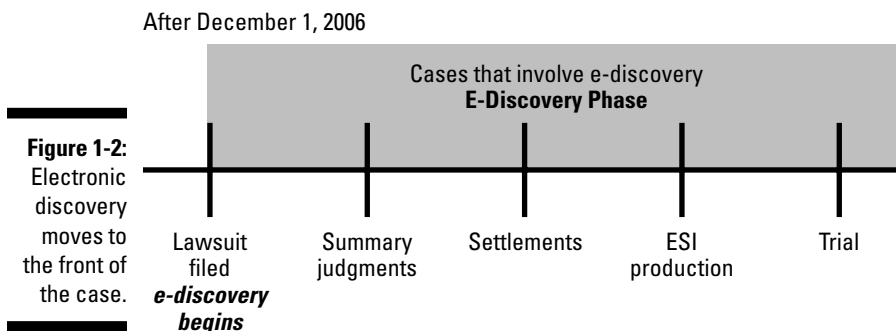 After December 1, 2006
Cases that involve e-discovery
E-Discovery Phase
Figure 1-2:
Electronic
discovery
moves to
the front of
the case.
Lawsuit
filed
e-discovery
begins
Summary
judgments
Settlements
ESI
production
Trial